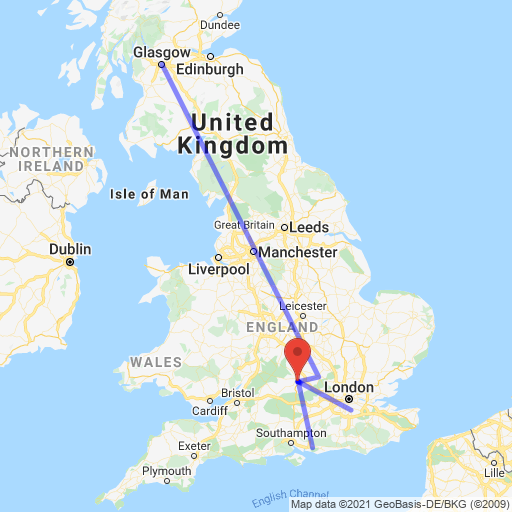 Dundee
Glasgow
Edinburgh
United
Kingdom
NORTHERN
IRELAND
Isle of Man
Great Britain
Leeds
Dublin
Manchester
Liverpool
Leicester
ENGLAND
WALES
London
Bristol
Cardiff
Southampton
Exeter
Plymouth
Lille
English Channel
Map data ©2021 GeoBasis-DE/BKG (©2009)